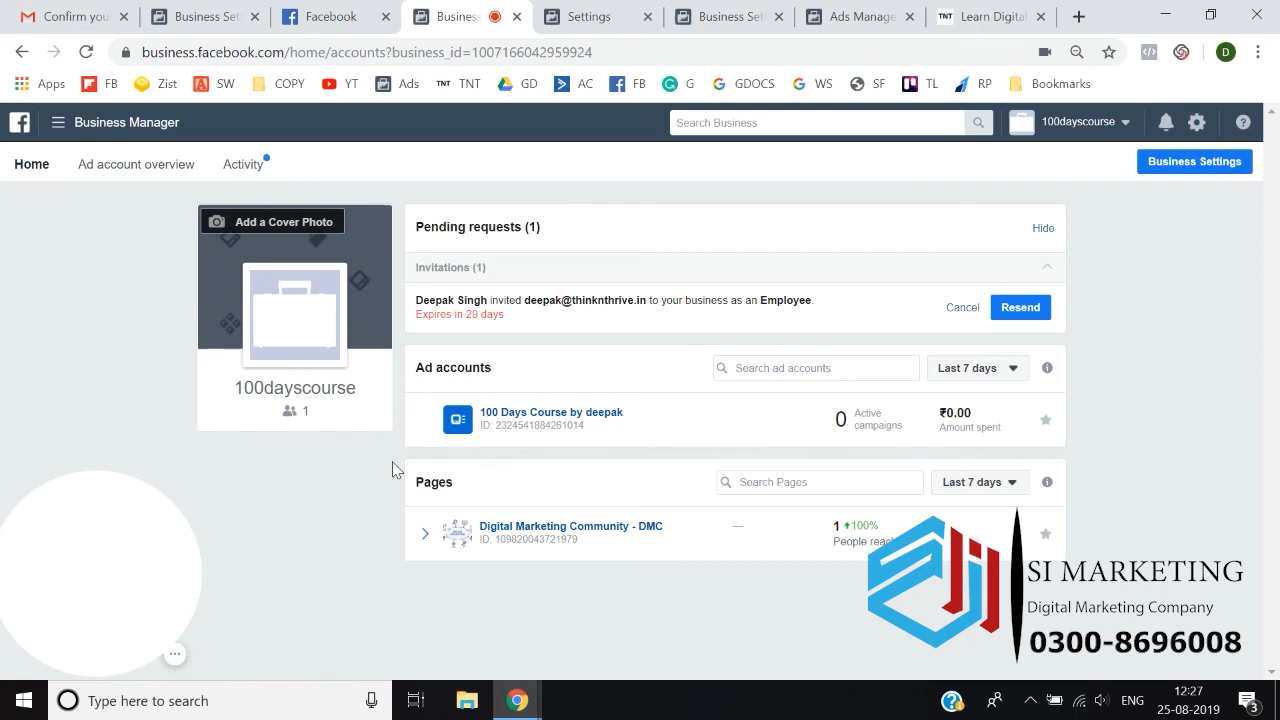 Confirm you
Business Set
Facebook
Business
Settings
Business Set
Ads Manage
TNT Learn Digital
business.facebook.com/home/accounts?business_id=1007166042959924
D
Apps FB Zist SW COPY YT Ads TNT TNT GD AC FB G GDOCS WS SF TL RP Bookmarks
Business Manager
Search Business
100dayscourse
Home
Ad account overview
Activity
Business Settings
Add a Cover Photo
100dayscourse
1
Pending requests (1)
Hide
Invitations (1)
Deepak Singh invited deepak@thinknthrive.in to your business as an Employee.
Expires in 29 days
Cancel
Resend
Ad accounts
Search ad accounts
Last 7 days
100 Days Course by deepak
ID: 2324541884261014
0
Active
campaigns
₹0.00
Amount spent
Pages
Search Pages
Last 7 days
Digital Marketing Community - DMC
ID: 109820043721979
—
1 100%
People reac
SI MARKETING
Digital Marketing Company
0300-8696008
Type here to search
ENG
12:27
25-08-2019
3